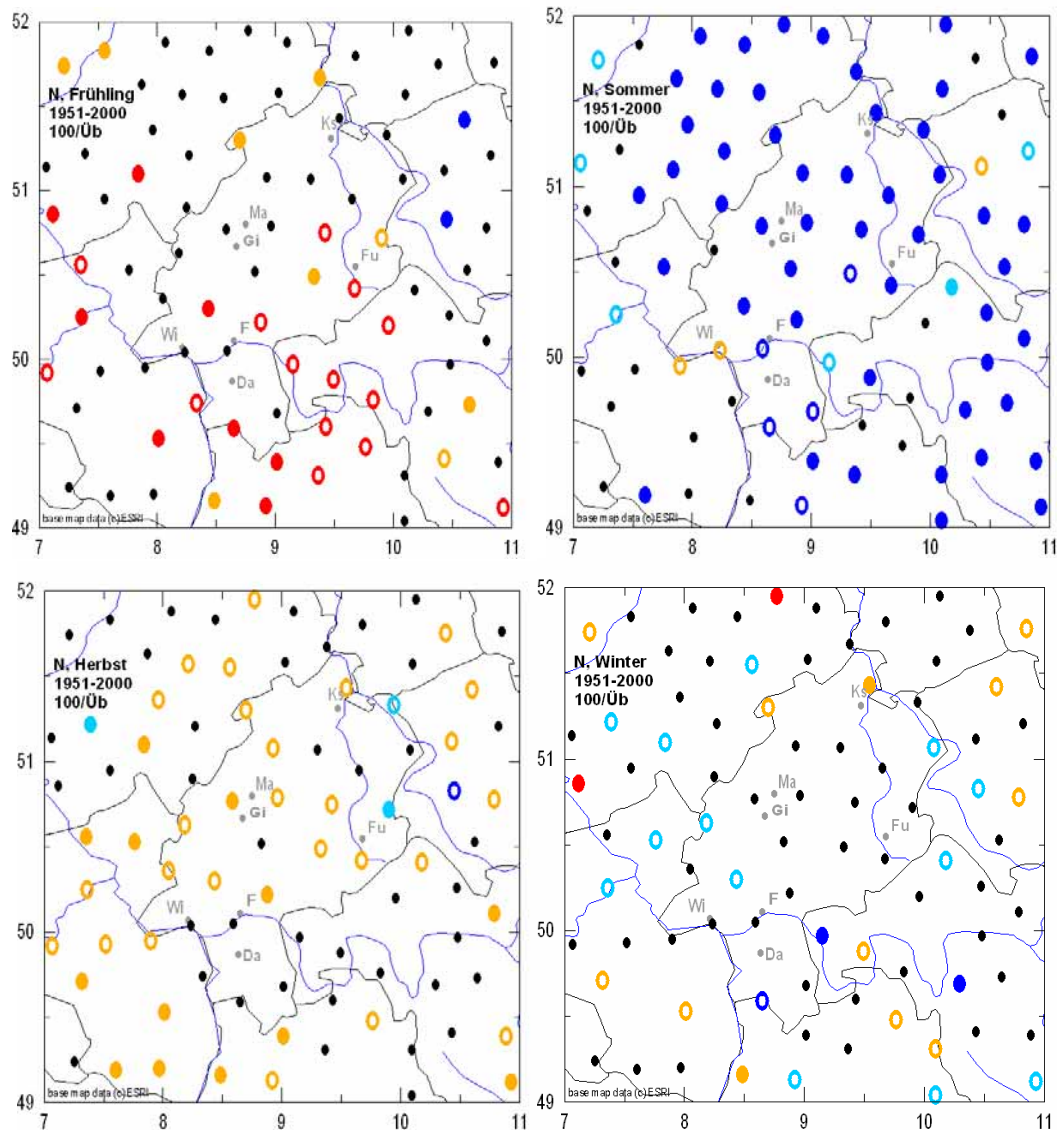 52
51
50
49
7 8 9 10 11
N, Frühling
1951-2000
100/Üb
Ks
Ma
Gi
Fu
Wi
F
Da
base map data (c) ESRI
52
51
50
49
7 8 9 10 11
N, Sommer
1951-2000
100/Üb
Ks
Ma
Gi
Fu
Wi
F
Da
base map data (c) ESRI
52
51
50
49
7 8 9 10 11
N, Herbst
1951-2000
100/Üb
Ks
Ma
Gi
Fu
Wi
F
Da
base map data (c) ESRI
52
51
50
49
7 8 9 10 11
N, Winter
1951-2000
100/Üb
Ks
Ma
Gi
Fu
Wi
F
Da
base map data (c) ESRI